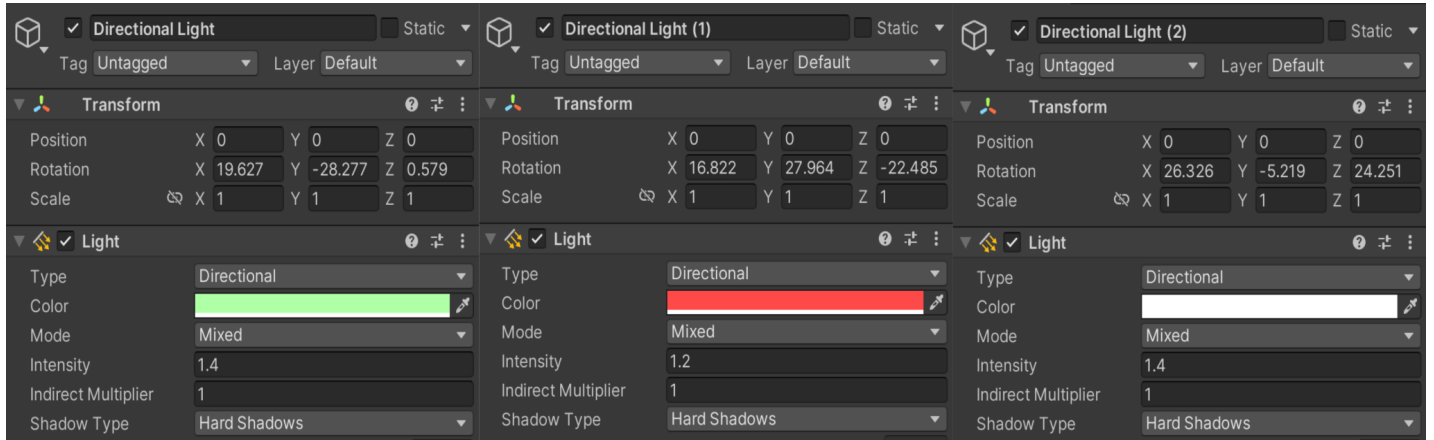 Directional Light Static
Tag Untagged Layer Default
Transform
Position X 0 Y 0 Z 0
Rotation X 19.627 Y -28.277 Z 0.579
Scale X 1 Y 1 Z 1
Light
Type Directional
Color
Mode Mixed
Intensity 1.4
Indirect Multiplier 1
Shadow Type Hard Shadows
Directional Light (1) Static
Tag Untagged Layer Default
Transform
Position X 0 Y 0 Z 0
Rotation X 16.822 Y 27.964 Z -22.485
Scale X 1 Y 1 Z 1
Light
Type Directional
Color
Mode Mixed
Intensity 1.2
Indirect Multiplier 1
Shadow Type Hard Shadows
Directional Light (2) Static
Tag Untagged Layer Default
Transform
Position X 0 Y 0 Z 0
Rotation X 26.326 Y -5.219 Z 24.251
Scale X 1 Y 1 Z 1
Light
Type Directional
Color
Mode Mixed
Intensity 1.4
Indirect Multiplier 1
Shadow Type Hard Shadows